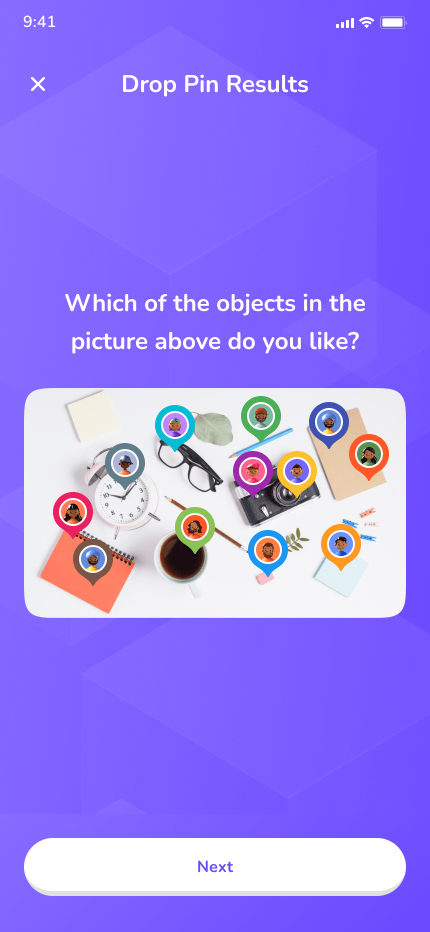 9:41
Drop Pin Results
Which of the objects in the
picture above do you like?
Next